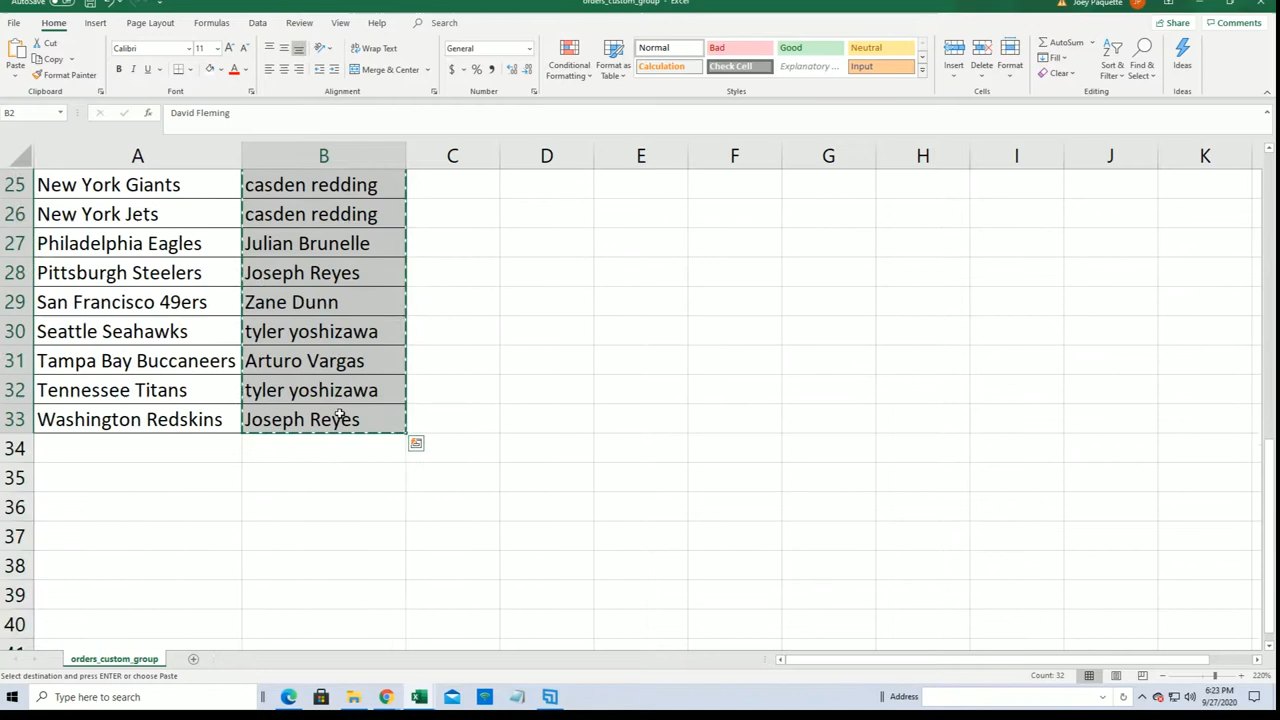 AutoSave Off
orders_custom_group - Excel
Joey Paquette JP
File Home Insert Page Layout Formulas Data Review View Help Search
Share Comments
Paste Cut Copy Format Painter
Calibri 11 A A
B I U A
Wrap Text
Merge & Center
General
$ % ,
Conditional Formatting
Format as Table
Normal Bad Good Neutral
Calculation Check Cell Explanatory ... Input
Insert Delete Format
AutoSum Fill Clear
Sort & Filter
Find & Select
Ideas
Clipboard Font Alignment Number Styles Cells Editing Ideas
B2 fx David Fleming
A B C D E F G H I J K
25 New York Giants casden redding
26 New York Jets casden redding
27 Philadelphia Eagles Julian Brunelle
28 Pittsburgh Steelers Joseph Reyes
29 San Francisco 49ers Zane Dunn
30 Seattle Seahawks tyler yoshizawa
31 Tampa Bay Buccaneers Arturo Vargas
32 Tennessee Titans tyler yoshizawa
33 Washington Redskins Joseph Reyes
34
35
36
37
38
39
40
41
orders_custom_group
Select destination and press ENTER or choose Paste Count: 32 220%
Type here to search Address 6:23 PM
9/27/2020